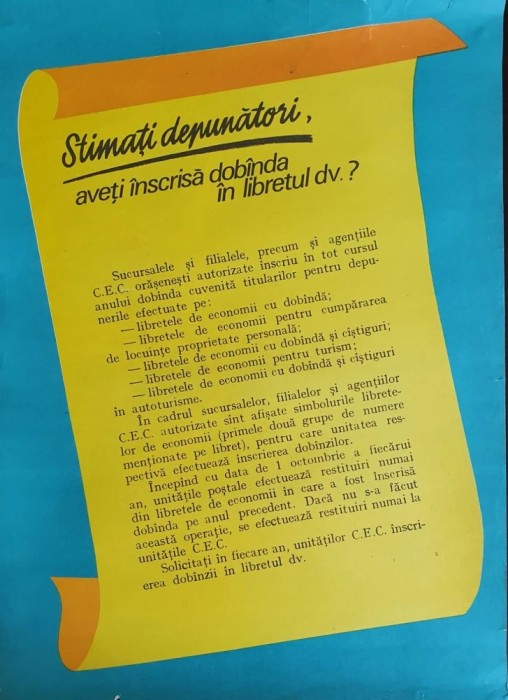 Stimați depunători,
aveți înscrisă dobînda
în libretul dv.?
Sucursalele și filialele, precum și agențiile
C.E.C. orășenești autorizate înscriu în tot cursul
anului dobînda cuvenită titularilor pentru depu-
nerile efectuate pe:
— libretele de economii cu dobîndă;
— libretele de economii pentru cumpărarea
de locuințe proprietate personală;
— libretele de economii cu dobîndă și cîștiguri;
— libretele de economii pentru turism;
— libretele de economii cu dobîndă și cîștiguri
în autoturisme.
În cadrul sucursalelor, filialelor și agențiilor
C.E.C. autorizate sînt afișate simbolurile librete-
lor de economii (primele două grupe de numere
menționate pe libret), pentru care unitatea res-
pectivă efectuează înscrierea dobînzilor.
Începînd cu data de 1 octombrie a fiecărui
an, unitățile poștale efectuează restituiri numai
din libretele de economii în care a fost înscrisă
dobînda pe anul precedent. Dacă nu s-a făcut
această operație, se efectuează restituiri numai la
unitățile C.E.C.
Solicitați în fiecare an, unităților C.E.C. înscri-
erea dobînzii în libretul dv.